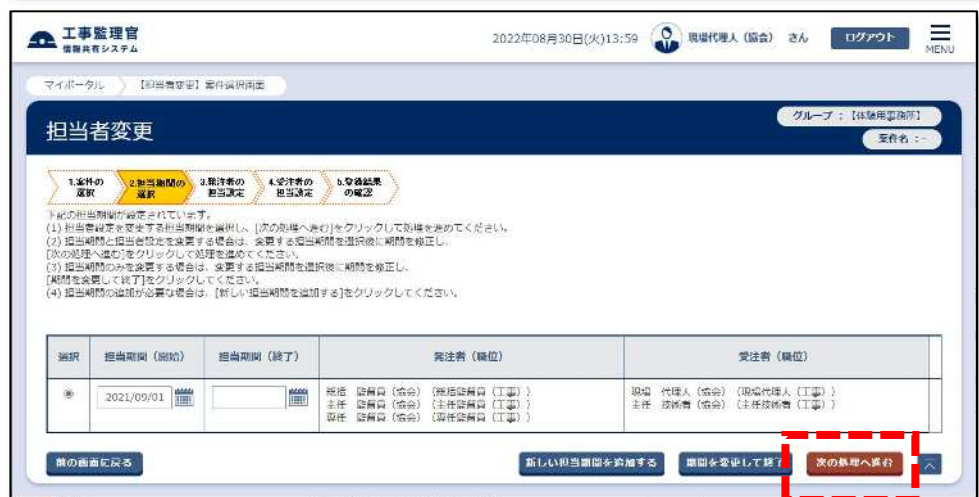 工事監理官
情報共有システム
2022年08月30日(火)13:59
現場代理人（協会） さん
ログアウト
MENU
マイポータル
【担当者変更】案件選択画面
担当者変更
グループ：【体験用事務所】
案件名：-
1.案件の選択
2.担当期間の選択
3.発注者の担当設定
4.受注者の担当設定
5.登録結果の確認
下記の担当期間が設定されています。
(1) 担当者設定を変更する担当期間を選択し、[次の処理へ進む]をクリックして処理を進めてください。
(2) 担当期間と担当者設定を変更する場合は、変更する担当期間を選択後に期間を修正し、
[次の処理へ進む]をクリックして処理を進めてください。
(3) 担当期間のみを変更する場合は、変更する担当期間を選択後に期間を修正し、
[期間を変更して終了]をクリックしてください。
(4) 担当期間の追加が必要な場合は、[新しい担当期間を追加する]をクリックしてください。
選択 担当期間（開始） 担当期間（終了） 発注者（職位） 受注者（職位）
2021/09/01
総括 監督員（協会）（総括監督員（工事））
主任 監督員（協会）（主任監督員（工事））
専任 監督員（協会）（専任監督員（工事））
現場 代理人（協会）（現場代理人（工事））
主任 技術者（協会）（主任技術者（工事））
前の画面に戻る
新しい担当期間を追加する
期間を変更して終了
次の処理へ進む